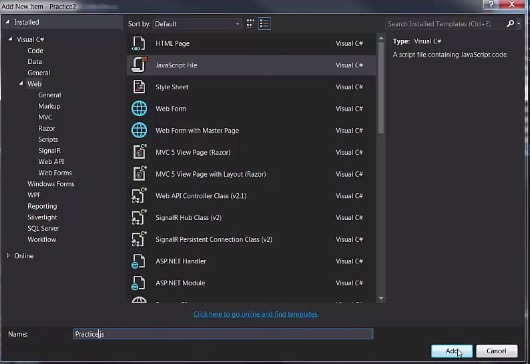 Add New Item - Practice7
Installed
Sort by: Default
Search Installed Templates (Ctrl+E)
Visual C#
Code
Data
General
Web
General
Markup
MVC
Razor
Scripts
SignalR
Web API
Web Forms
Windows Forms
WPF
Reporting
Silverlight
SQL Server
Workflow
Online
HTML Page Visual C#
JavaScript File Visual C#
Style Sheet Visual C#
Web Form Visual C#
Web Form with Master Page Visual C#
MVC 5 View Page (Razor) Visual C#
MVC 5 View Page with Layout (Razor) Visual C#
Web API Controller Class (v2.1) Visual C#
SignalR Hub Class (v2) Visual C#
SignalR Persistent Connection Class (v2) Visual C#
ASP.NET Handler Visual C#
ASP.NET Module Visual C#
Type: Visual C#
A script file containing JavaScript code
Click here to go online and find templates.
Name: Practice.js
Add
Cancel